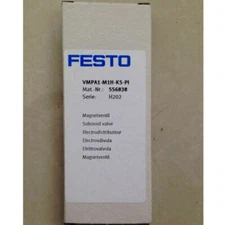 FESTO
VMPA1-M1H-KS-PI
Mat.-Nr.: 556838
Serie: H202
Magnetventil
Solenoid valve
Electrodistributeur
Electroválvula
Elettrovalvola
Magnetventil